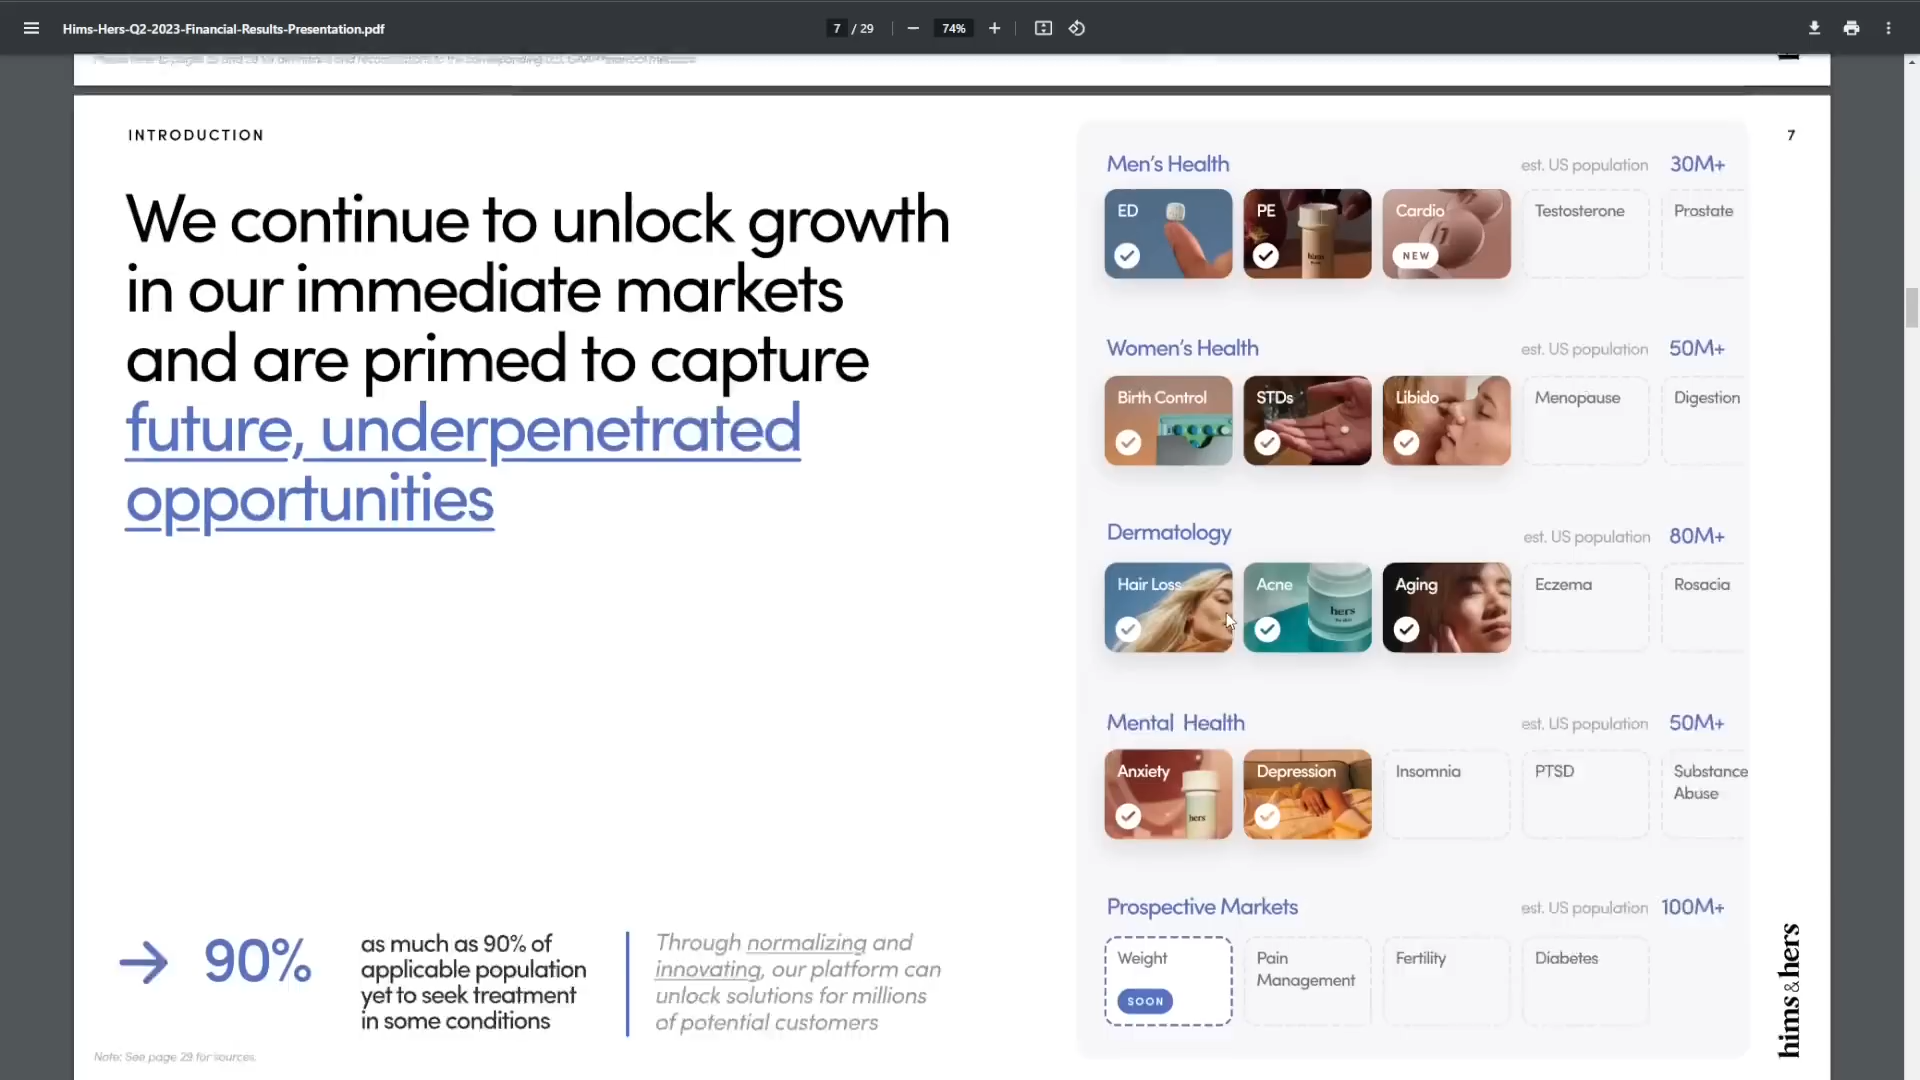 Hims-Hers-Q2-2023-Financial-Results-Presentation.pdf
7 / 29
74%
INTRODUCTION
7
We continue to unlock growth
in our immediate markets
and are primed to capture
future, underpenetrated
opportunities
90%
as much as 90% of
applicable population
yet to seek treatment
in some conditions
Through normalizing and
innovating, our platform can
unlock solutions for millions
of potential customers
Note: See page 29 for sources.
Men's Health est. US population 30M+
ED PE Cardio Testosterone Prostate
hims
NEW
Women's Health est. US population 50M+
Birth Control STDs Libido Menopause Digestion
Dermatology est. US population 80M+
Hair Loss Acne Aging Eczema Rosacia
hers
Mental Health est. US population 50M+
Anxiety Depression Insomnia PTSD Substance
Abuse
hers
Prospective Markets est. US population 100M+
Weight Pain Fertility Diabetes
Management
SOON
hims & hers